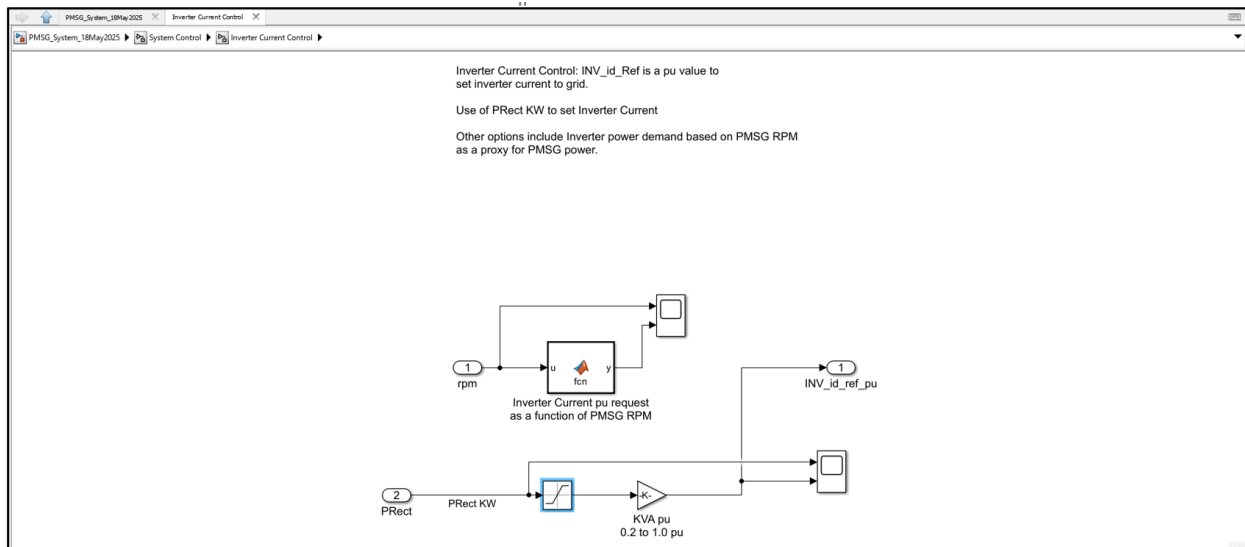 PMSG_System_18May2025
Inverter Current Control
PMSG_System_18May2025
System Control
Inverter Current Control
Inverter Current Control: INV_id_Ref is a pu value to
set inverter current to grid.
Use of PRect KW to set Inverter Current
Other options include Inverter power demand based on PMSG RPM
as a proxy for PMSG power.
1
rpm
u
fcn
y
Inverter Current pu request
as a function of PMSG RPM
1
INV_id_ref_pu
2
PRect
PRect KW
-K-
KVA pu
0.2 to 1.0 pu